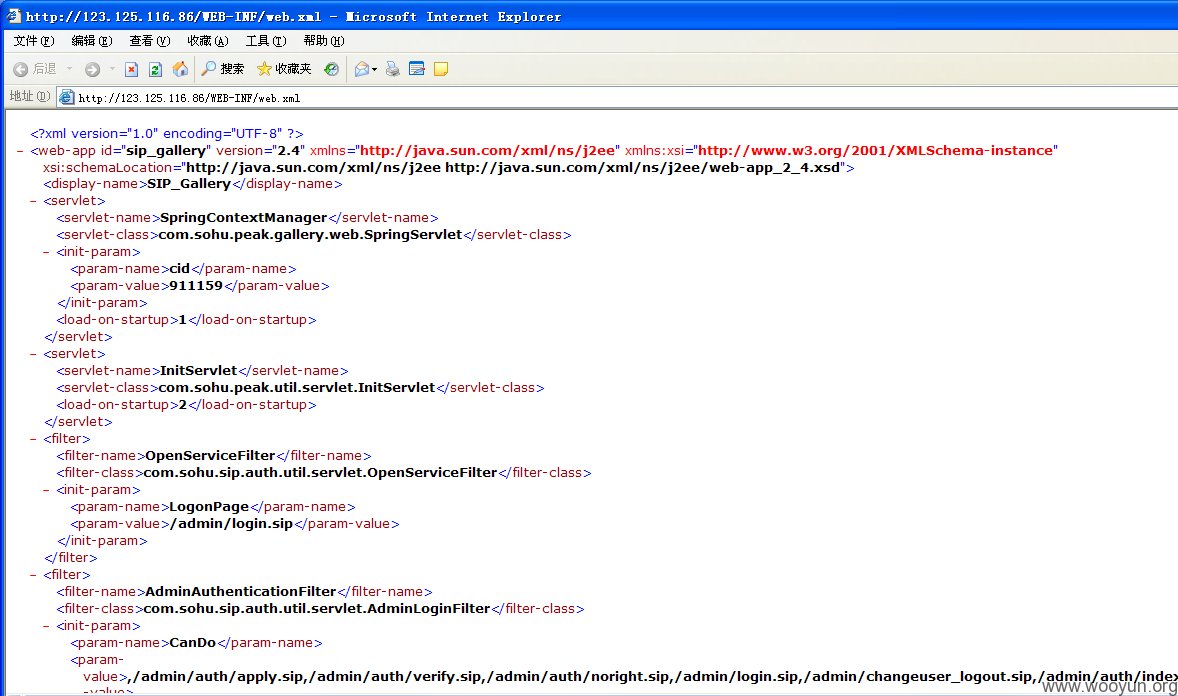 http://123.125.116.86/WEB-INF/web.xml - Microsoft Internet Explorer
文件(F) 编辑(E) 查看(V) 收藏(A) 工具(T) 帮助(H)
后退 搜索 收藏夹
地址(D) http://123.125.116.86/WEB-INF/web.xml
<?xml version="1.0" encoding="UTF-8" ?>
- <web-app id="sip_gallery" version="2.4" xmlns="http://java.sun.com/xml/ns/j2ee" xmlns:xsi="http://www.w3.org/2001/XMLSchema-instance"
xsi:schemaLocation="http://java.sun.com/xml/ns/j2ee http://java.sun.com/xml/ns/j2ee/web-app_2_4.xsd">
<display-name>SIP_Gallery</display-name>
- <servlet>
<servlet-name>SpringContextManager</servlet-name>
<servlet-class>com.sohu.peak.gallery.web.SpringServlet</servlet-class>
- <init-param>
<param-name>cid</param-name>
<param-value>911159</param-value>
</init-param>
<load-on-startup>1</load-on-startup>
</servlet>
- <servlet>
<servlet-name>InitServlet</servlet-name>
<servlet-class>com.sohu.peak.util.servlet.InitServlet</servlet-class>
<load-on-startup>2</load-on-startup>
</servlet>
- <filter>
<filter-name>OpenServiceFilter</filter-name>
<filter-class>com.sohu.sip.auth.util.servlet.OpenServiceFilter</filter-class>
- <init-param>
<param-name>LogonPage</param-name>
<param-value>/admin/login.sip</param-value>
</init-param>
</filter>
- <filter>
<filter-name>AdminAuthenticationFilter</filter-name>
<filter-class>com.sohu.sip.auth.util.servlet.AdminLoginFilter</filter-class>
- <init-param>
<param-name>CanDo</param-name>
<param-
value>,/admin/auth/apply.sip,/admin/auth/verify.sip,/admin/auth/noright.sip,/admin/login.sip,/admin/changeuser_logout.sip,/admin/auth/index
www.wooyun.org